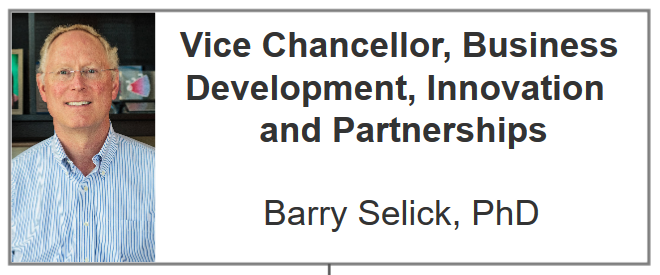 Vice Chancellor, Business
Development, Innovation
and Partnerships
Barry Selick, PhD